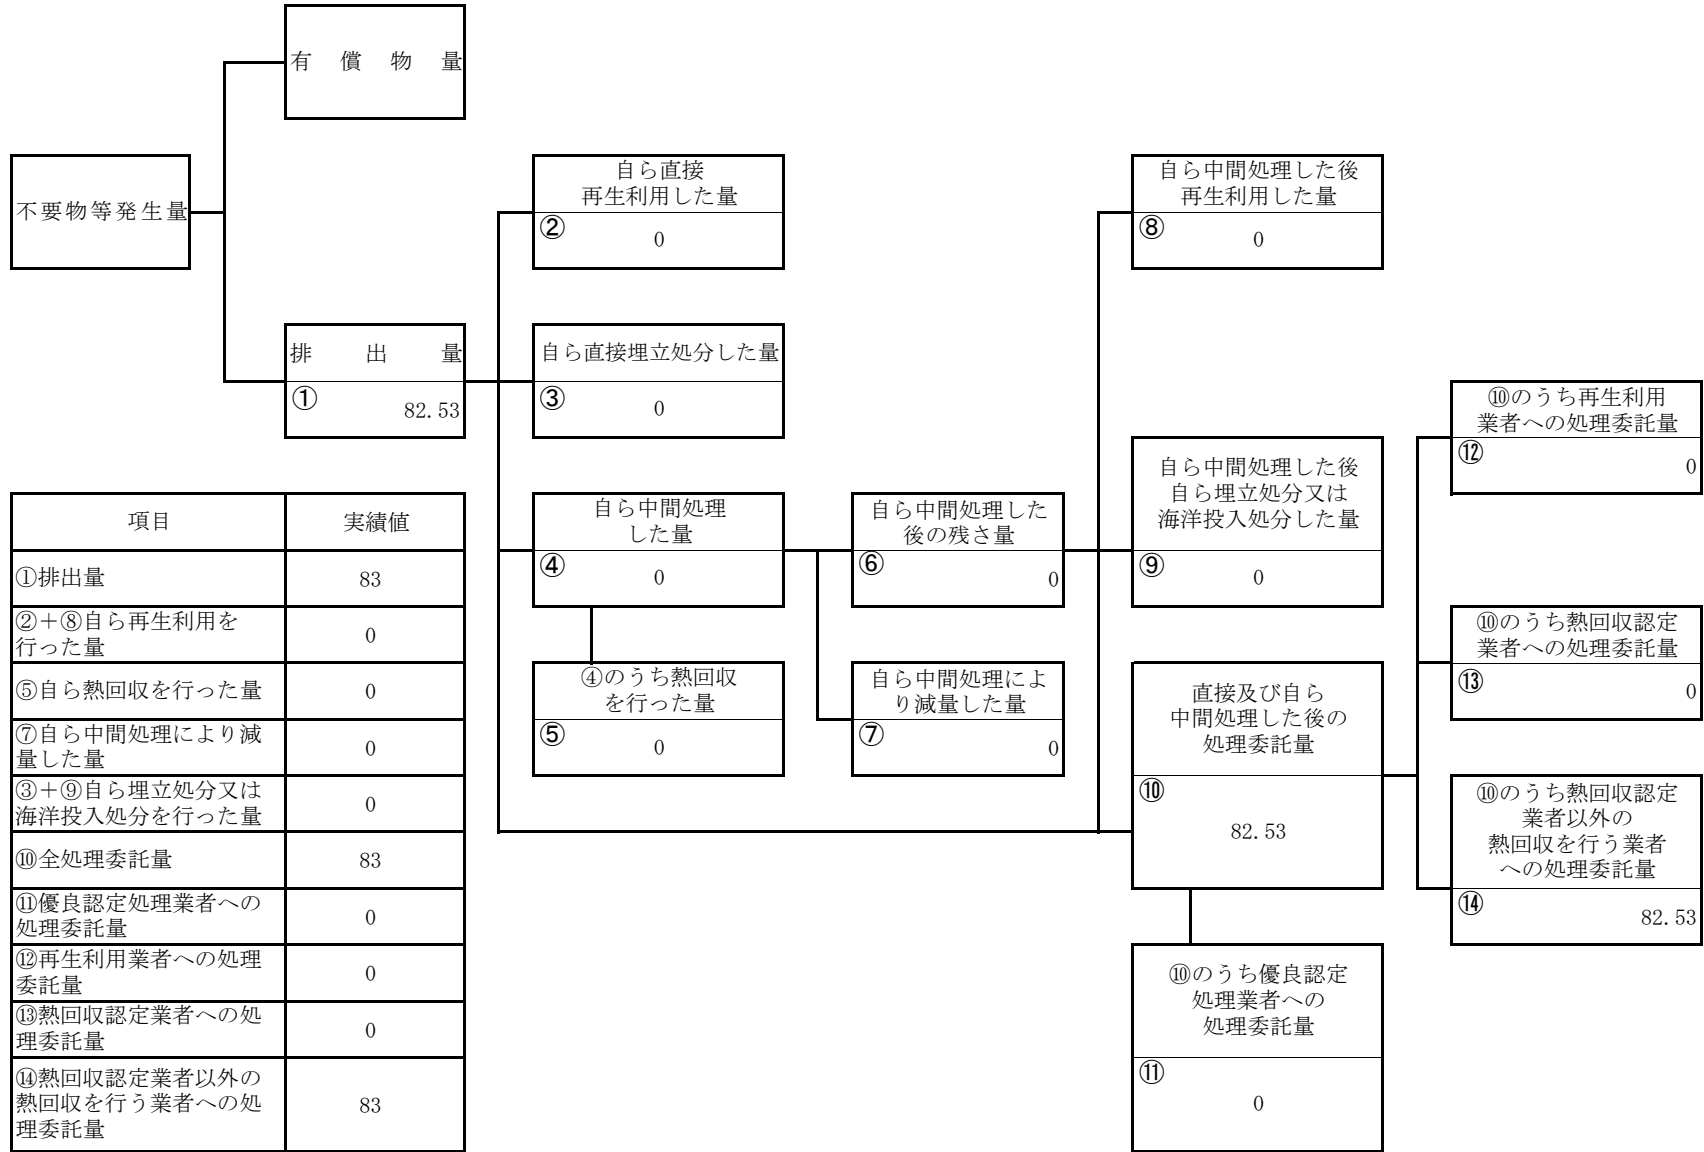 有償物量
不要物等発生量
排出量
①
82.53
自ら直接
再生利用した量
②
0
自ら直接埋立処分した量
③
0
自ら中間処理
した量
④
0
④のうち熱回収
を行った量
⑤
0
自ら中間処理した
後の残さ量
⑥
0
自ら中間処理によ
り減量した量
⑦
0
自ら中間処理した後
再生利用した量
⑧
0
自ら中間処理した後
自ら埋立処分又は
海洋投入処分した量
⑨
0
直接及び自ら
中間処理した後の
処理委託量
⑩
82.53
⑩のうち優良認定
処理業者への
処理委託量
⑪
0
⑩のうち再生利用
業者への処理委託量
⑫
0
⑩のうち熱回収認定
業者への処理委託量
⑬
0
⑩のうち熱回収認定
業者以外の
熱回収を行う業者
への処理委託量
⑭
82.53
項目 実績値
①排出量 83
②＋⑧自ら再生利用を
行った量 0
⑤自ら熱回収を行った量 0
⑦自ら中間処理により減
量した量 0
③＋⑨自ら埋立処分又は
海洋投入処分を行った量 0
⑩全処理委託量 83
⑪優良認定処理業者への
処理委託量 0
⑫再生利用業者への処理
委託量 0
⑬熱回収認定業者への処
理委託量 0
⑭熱回収認定業者以外の
熱回収を行う業者への処
理委託量 83